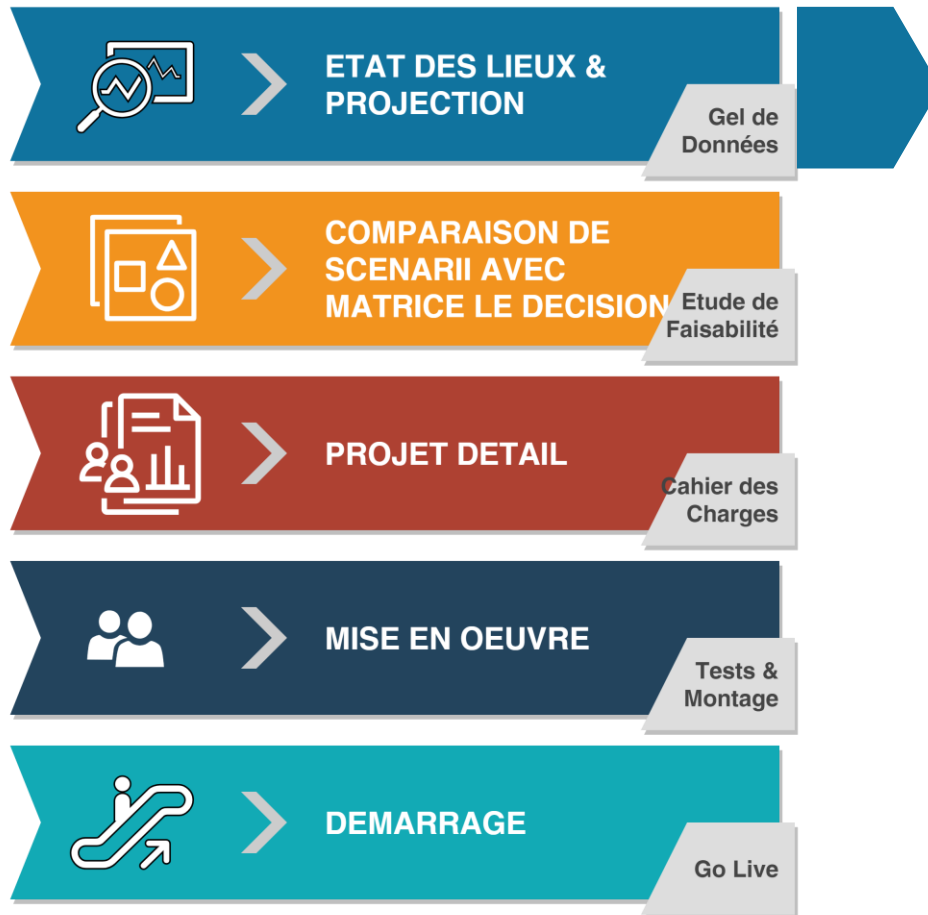 ETAT DES LIEUX &
PROJECTION
Gel de
Données
COMPARAISON DE
SCENARII AVEC
MATRICE LE DECISION
Etude de
Faisabilité
PROJET DETAIL
Cahier des
Charges
MISE EN OEUVRE
Tests &
Montage
DEMARRAGE
Go Live